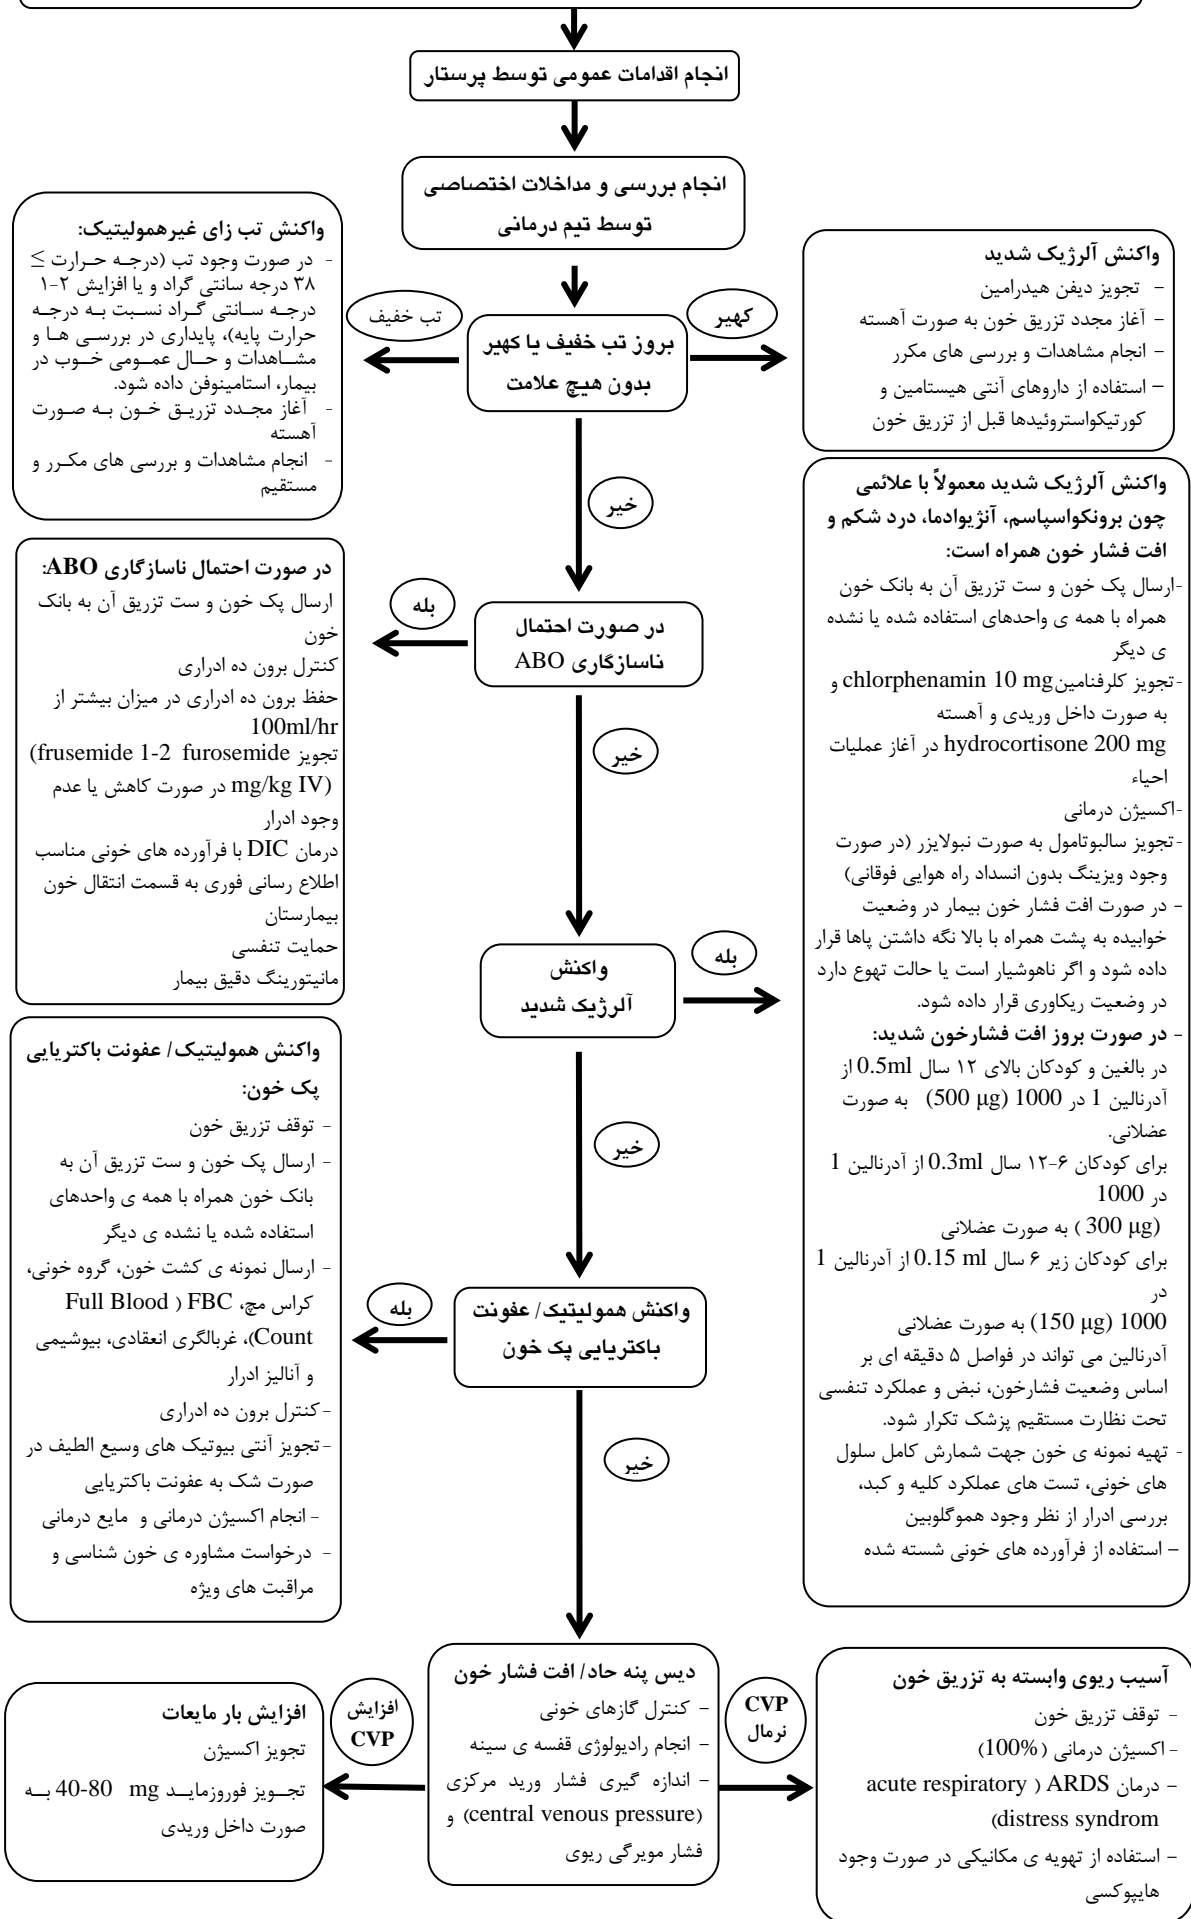 انجام اقدامات عمومی توسط پرستار
انجام بررسی و مداخلات اختصاصی
توسط تیم درمانی
واکنش تب زای غیرهمولیتیک:
- در صورت وجود تب (درجه حرارت ≥
۳۸ درجه سانتی گراد و یا افزایش ۲-۱
درجه سانتی گراد نسبت به درجه
حرارت پایه)، پایداری در بررسی ها و
مشاهدات و حال عمومی خوب در
بیمار، استامینوفن داده شود.
- آغاز مجدد تزریق خون به صورت
آهسته
- انجام مشاهدات و بررسی های مکرر و
مستقیم
تب خفیف
بروز تب خفیف یا کهیر
بدون هیچ علامت
کهیر
واکنش آلرژیک شدید
– تجویز دیفن هیدرامین
– آغاز مجدد تزریق خون به صورت آهسته
– انجام مشاهدات و بررسی های مکرر
– استفاده از داروهای آنتی هیستامین و
کورتیکواستروئیدها قبل از تزریق خون
خیر
در صورت احتمال
ناسازگاری ABO
بله
در صورت احتمال ناسازگاری ABO:
ارسال پک خون و ست تزریق آن به بانک
خون
کنترل برون ده ادراری
حفظ برون ده ادراری در میزان بیشتر از
100ml/hr
تجویز frusemide 1-2 furosemide)
(mg/kg IV در صورت کاهش یا عدم
وجود ادرار
درمان DIC با فرآورده های خونی مناسب
اطلاع رسانی فوری به قسمت انتقال خون
بیمارستان
حمایت تنفسی
مانیتورینگ دقیق بیمار
خیر
واکنش
آلرژیک شدید
بله
واکنش آلرژیک شدید معمولاً با علائمی
چون برونکواسپاسم، آنژیوادما، درد شکم و
افت فشار خون همراه است:
-ارسال پک خون و ست تزریق آن به بانک خون
همراه با همه ی واحدهای استفاده شده یا نشده
ی دیگر
-تجویز کلرفنامین chlorphenamin 10 mg و
به صورت داخل وریدی و آهسته
hydrocortisone 200 mg در آغاز عملیات
احیاء
-اکسیژن درمانی
-تجویز سالبوتامول به صورت نبولایزر (در صورت
وجود ویزینگ بدون انسداد راه هوایی فوقانی)
– در صورت افت فشار خون بیمار در وضعیت
خوابیده به پشت همراه با بالا نگه داشتن پاها قرار
داده شود و اگر ناهوشیار است یا حالت تهوع دارد
در وضعیت ریکاوری قرار داده شود.
– در صورت بروز افت فشارخون شدید:
در بالغین و کودکان بالای ۱۲ سال 0.5ml از
آدرنالین 1 در 1000 (500 µg) به صورت
عضلانی.
برای کودکان ۶-۱۲ سال 0.3ml از آدرنالین 1
در 1000
(300 µg ) به صورت عضلانی
برای کودکان زیر ۶ سال 0.15 ml از آدرنالین 1
در
1000 (150 µg) به صورت عضلانی
آدرنالین می تواند در فواصل ۵ دقیقه ای بر
اساس وضعیت فشارخون، نبض و عملکرد تنفسی
تحت نظارت مستقیم پزشک تکرار شود.
- تهیه نمونه ی خون جهت شمارش کامل سلول
های خونی، تست های عملکرد کلیه و کبد،
بررسی ادرار از نظر وجود هموگلوبین
– استفاده از فرآورده های خونی شسته شده
خیر
واکنش همولیتیک/ عفونت
باکتریایی پک خون
بله
واکنش همولیتیک/ عفونت باکتریایی
پک خون:
– توقف تزریق خون
– ارسال پک خون و ست تزریق آن به
بانک خون همراه با همه ی واحدهای
استفاده شده یا نشده ی دیگر
– ارسال نمونه ی کشت خون، گروه خونی،
کراس مچ، FBC ( Full Blood
Count)، غربالگری انعقادی، بیوشیمی
و آنالیز ادرار
-کنترل برون ده ادراری
-تجویز آنتی بیوتیک های وسیع الطیف در
صورت شک به عفونت باکتریایی
- انجام اکسیژن درمانی و مایع درمانی
- درخواست مشاوره ی خون شناسی و
مراقبت های ویژه
خیر
دیس پنه حاد/ افت فشار خون
– کنترل گازهای خونی
– انجام رادیولوژی قفسه ی سینه
– اندازه گیری فشار ورید مرکزی
(central venous pressure) و
فشار مویرگی ریوی
CVP
نرمال
آسیب ریوی وابسته به تزریق خون
– توقف تزریق خون
-اکسیژن درمانی (100%)
– درمان ARDS ( acute respiratory
distress syndrom)
– استفاده از تهویه ی مکانیکی در صورت وجود
هایپوکسی
افزایش
CVP
افزایش بار مایعات
تجویز اکسیژن
تجویز فوروزماید 40-80 mg به
صورت داخل وریدی